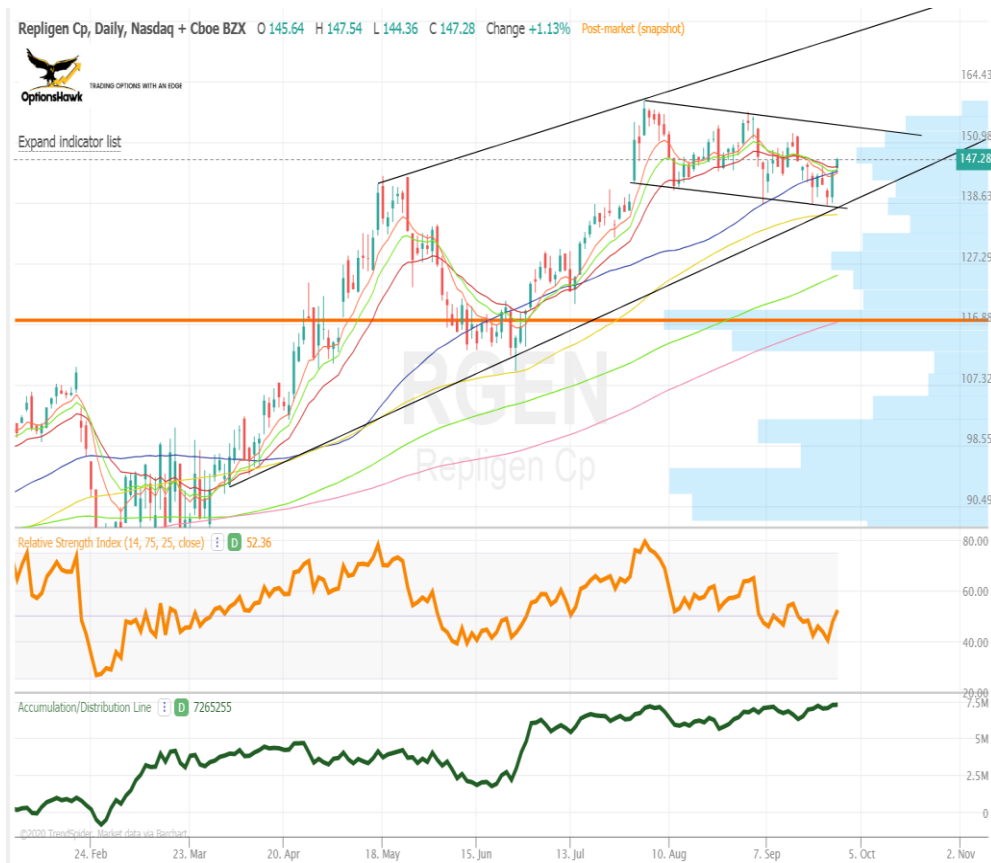 Repligen Cp, Daily, Nasdaq + Cboe BZX O 145.64 H 147.54 L 144.36 C 147.28 Change +1.13% Post-market (snapshot)
OptionsHawk TRADING OPTIONS WITH AN EDGE
Expand indicator list
164.43
150.98
147.28
138.63
127.29
116.88
107.32
98.55
90.49
RGEN
Repligen Cp
Relative Strength Index (14, 75, 25, close) D 52.36
80.00
60.00
40.00
20.00
Accumulation/Distribution Line D 7265255
7.5M
5M
2.5M
0
©2020 TrendSpider, Market data via Barchart
24. Feb 23. Mar 20. Apr 18. May 15. Jun 13. Jul 10. Aug 7. Sep 5. Oct 2. Nov